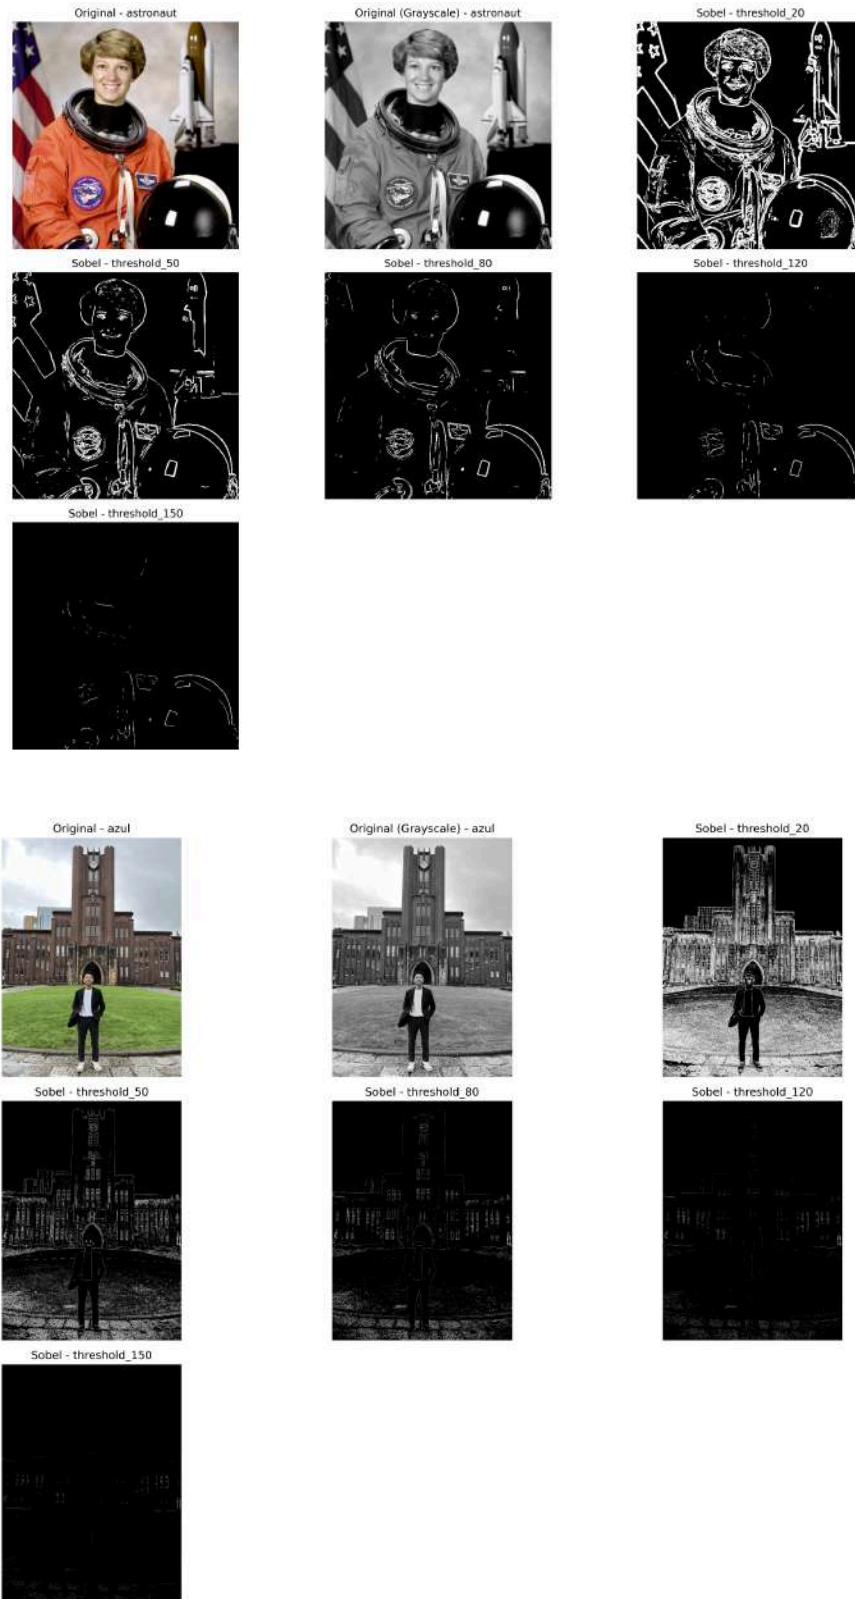 Original - astronaut
Original (Grayscale) - astronaut
Sobel - threshold_20
Sobel - threshold_50
Sobel - threshold_80
Sobel - threshold_120
Sobel - threshold_150
Original - azul
Original (Grayscale) - azul
Sobel - threshold_20
Sobel - threshold_50
Sobel - threshold_80
Sobel - threshold_120
Sobel - threshold_150